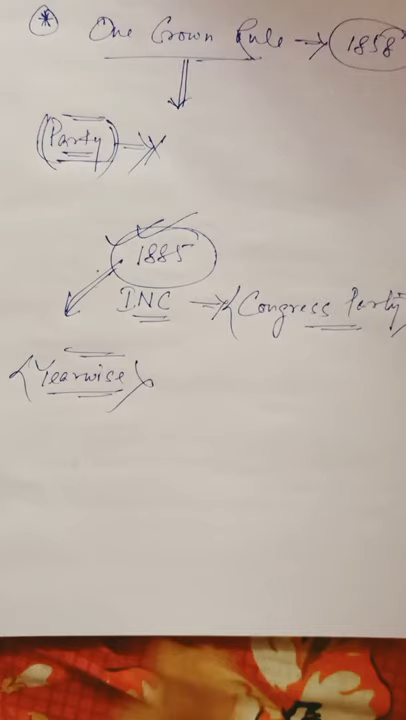 One Crown Rule → 1858
(Party) → X
1885
INC → {Congress Party
{Yearwise}